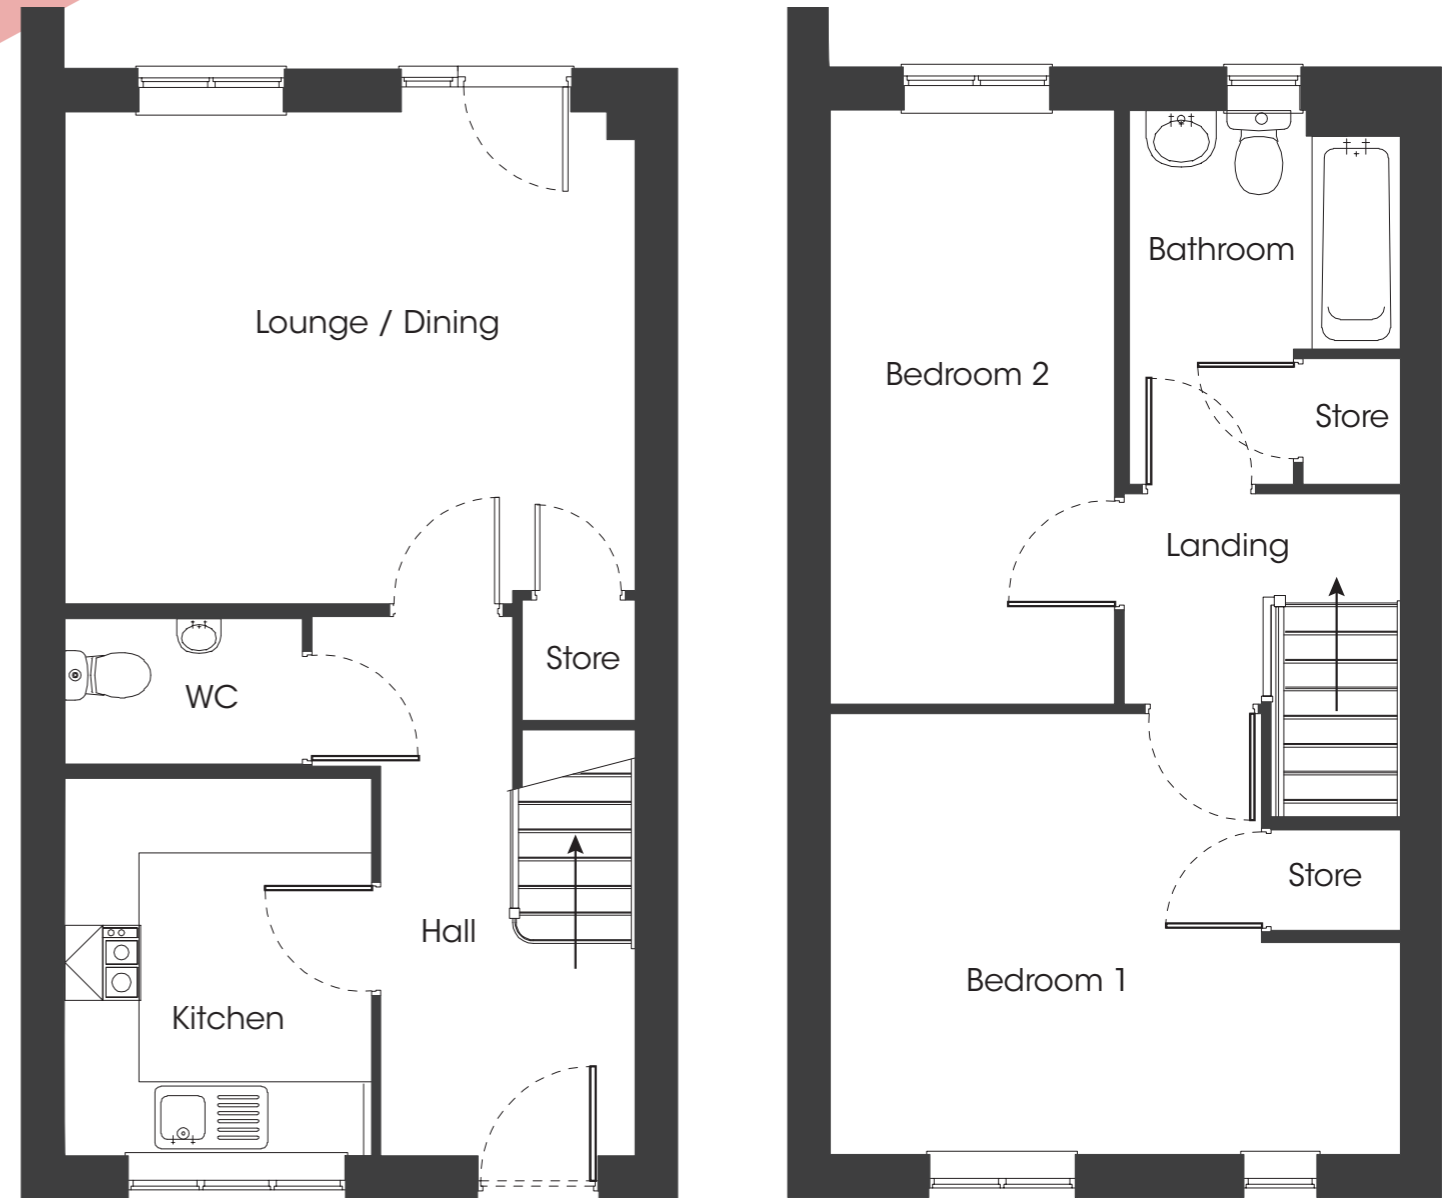 Lounge / Dining
Store
WC
Hall
Kitchen
Bathroom
Bedroom 2
Store
Landing
Store
Bedroom 1